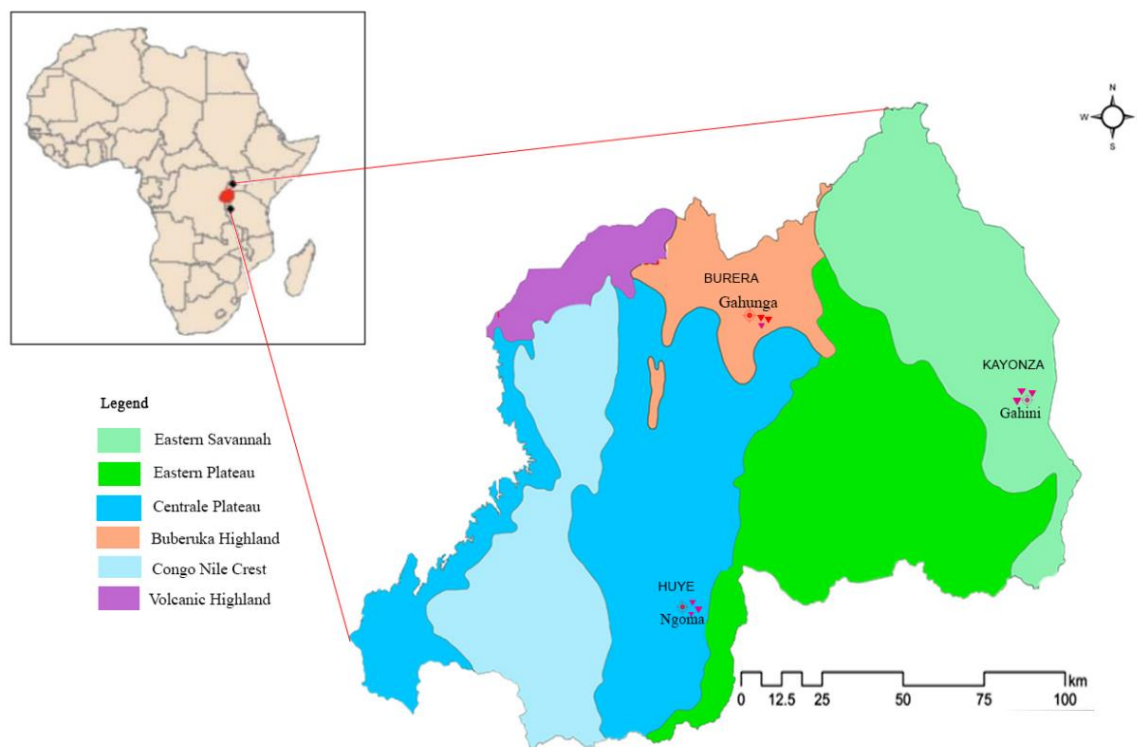 N
W
E
S
BURERA
Gahunga
KAYONZA
Gahini
Legend
Eastern Savannah
Eastern Plateau
Centrale Plateau
Buberuka Highland
Congo Nile Crest
Volcanic Highland
HUYE
Ngoma
km
0 12.5 25 50 75 100